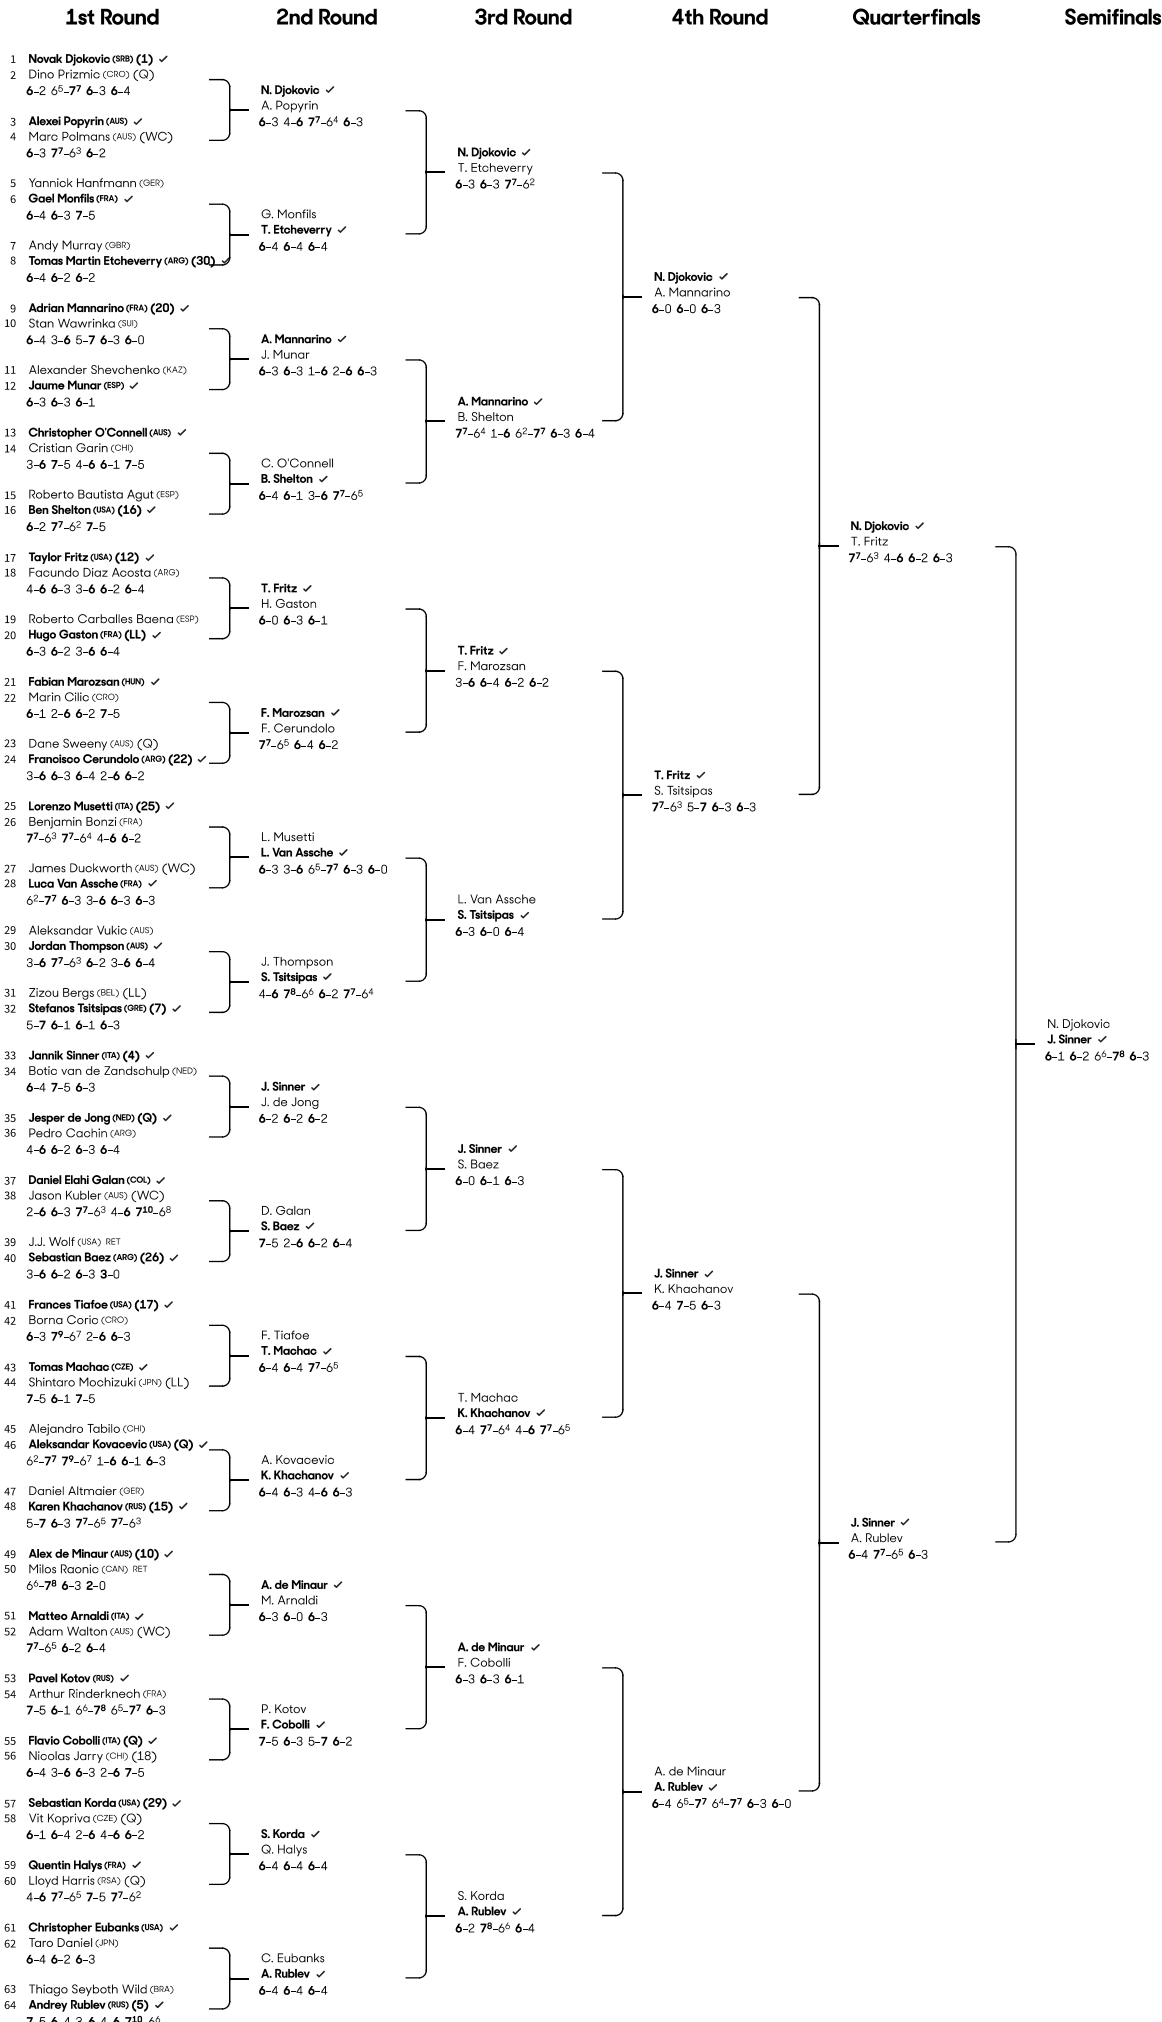 1st Round
2nd Round
3rd Round
4th Round
Quarterfinals
Semifinals
1 Novak Djokovic (SRB) (1) ✓
2 Dino Prizmic (CRO) (Q)
6–2 6⁵–7⁷ 6–3 6–4
3 Alexei Popyrin (AUS) ✓
4 Marc Polmans (AUS) (WC)
6–3 7⁷–6³ 6–2
5 Yannick Hanfmann (GER)
6 Gael Monfils (FRA) ✓
6–4 6–3 7–5
7 Andy Murray (GBR)
8 Tomas Martin Etcheverry (ARG) (30) ✓
6–4 6–2 6–2
9 Adrian Mannarino (FRA) (20) ✓
10 Stan Wawrinka (SUI)
6–4 3–6 5–7 6–3 6–0
11 Alexander Shevchenko (KAZ)
12 Jaume Munar (ESP) ✓
6–3 6–3 6–1
13 Christopher O'Connell (AUS) ✓
14 Cristian Garin (CHI)
3–6 7–5 4–6 6–1 7–5
15 Roberto Bautista Agut (ESP)
16 Ben Shelton (USA) (16) ✓
6–2 7⁷–6² 7–5
17 Taylor Fritz (USA) (12) ✓
18 Facundo Diaz Acosta (ARG)
4–6 6–3 3–6 6–2 6–4
19 Roberto Carballes Baena (ESP)
20 Hugo Gaston (FRA) (LL) ✓
6–3 6–2 3–6 6–4
21 Fabian Marozsan (HUN) ✓
22 Marin Cilic (CRO)
6–1 2–6 6–2 7–5
23 Dane Sweeny (AUS) (Q)
24 Francisco Cerundolo (ARG) (22) ✓
3–6 6–3 6–4 2–6 6–2
25 Lorenzo Musetti (ITA) (25) ✓
26 Benjamin Bonzi (FRA)
7⁷–6³ 7⁷–6⁴ 4–6 6–2
27 James Duckworth (AUS) (WC)
28 Luca Van Assche (FRA) ✓
6²–7⁷ 6–3 3–6 6–3 6–3
29 Aleksandar Vukic (AUS)
30 Jordan Thompson (AUS) ✓
3–6 7⁷–6³ 6–2 3–6 6–4
31 Zizou Bergs (BEL) (LL)
32 Stefanos Tsitsipas (GRE) (7) ✓
5–7 6–1 6–1 6–3
33 Jannik Sinner (ITA) (4) ✓
34 Botic van de Zandschulp (NED)
6–4 7–5 6–3
35 Jesper de Jong (NED) (Q) ✓
36 Pedro Cachin (ARG)
4–6 6–2 6–3 6–4
37 Daniel Elahi Galan (COL) ✓
38 Jason Kubler (AUS) (WC)
2–6 6–3 7⁷–6³ 4–6 7¹⁰–6⁸
39 J.J. Wolf (USA) RET
40 Sebastian Baez (ARG) (26) ✓
3–6 6–2 6–3 3–0
41 Frances Tiafoe (USA) (17) ✓
42 Borna Coric (CRO)
6–3 7⁹–6⁷ 2–6 6–3
43 Tomas Machac (CZE) ✓
44 Shintaro Mochizuki (JPN) (LL)
7–5 6–1 7–5
45 Alejandro Tabilo (CHI)
46 Aleksandar Kovacevic (USA) (Q) ✓
6²–7⁷ 7⁹–6⁷ 1–6 6–1 6–3
47 Daniel Altmaier (GER)
48 Karen Khachanov (RUS) (15) ✓
5–7 6–3 7⁷–6⁵ 7⁷–6³
49 Alex de Minaur (AUS) (10) ✓
50 Milos Raonic (CAN) RET
6⁶–7⁸ 6–3 2–0
51 Matteo Arnaldi (ITA) ✓
52 Adam Walton (AUS) (WC)
7⁷–6⁵ 6–2 6–4
53 Pavel Kotov (RUS) ✓
54 Arthur Rinderknech (FRA)
7–5 6–1 6⁶–7⁸ 6⁵–7⁷ 6–3
55 Flavio Cobolli (ITA) (Q) ✓
56 Nicolas Jarry (CHI) (18)
6–4 3–6 6–3 2–6 7–5
57 Sebastian Korda (USA) (29) ✓
58 Vit Kopriva (CZE) (Q)
6–1 6–4 2–6 4–6 6–2
59 Quentin Halys (FRA) ✓
60 Lloyd Harris (RSA) (Q)
4–6 7⁷–6⁵ 7–5 7⁷–6²
61 Christopher Eubanks (USA) ✓
62 Taro Daniel (JPN)
6–4 6–2 6–3
63 Thiago Seyboth Wild (BRA)
64 Andrey Rublev (RUS) (5) ✓
7–5 6–4 3–6 4–6 7¹⁰–6⁶
N. Djokovic ✓
A. Popyrin
6–3 4–6 7⁷–6⁴ 6–3
G. Monfils
T. Etcheverry ✓
6–4 6–4 6–4
A. Mannarino ✓
J. Munar
6–3 6–3 1–6 2–6 6–3
C. O'Connell
B. Shelton ✓
6–4 6–1 3–6 7⁷–6⁵
T. Fritz ✓
H. Gaston
6–0 6–3 6–1
F. Marozsan ✓
F. Cerundolo
7⁷–6⁵ 6–4 6–2
L. Musetti
L. Van Assche ✓
6–3 3–6 6⁵–7⁷ 6–3 6–0
J. Thompson
S. Tsitsipas ✓
4–6 7⁸–6⁶ 6–2 7⁷–6⁴
J. Sinner ✓
J. de Jong
6–2 6–2 6–2
D. Galan
S. Baez ✓
7–5 2–6 6–2 6–4
F. Tiafoe
T. Machac ✓
6–4 6–4 7⁷–6⁵
A. Kovacevic
K. Khachanov ✓
6–4 6–3 4–6 6–3
A. de Minaur ✓
M. Arnaldi
6–3 6–0 6–3
P. Kotov
F. Cobolli ✓
7–5 6–3 5–7 6–2
S. Korda ✓
Q. Halys
6–4 6–4 6–4
C. Eubanks
A. Rublev ✓
6–4 6–4 6–4
N. Djokovic ✓
T. Etcheverry
6–3 6–3 7⁷–6²
A. Mannarino ✓
B. Shelton
7⁷–6⁴ 1–6 6²–7⁷ 6–3 6–4
T. Fritz ✓
F. Marozsan
3–6 6–4 6–2 6–2
L. Van Assche
S. Tsitsipas ✓
6–3 6–0 6–4
J. Sinner ✓
S. Baez
6–0 6–1 6–3
T. Machac
K. Khachanov ✓
6–4 7⁷–6⁴ 4–6 7⁷–6⁵
A. de Minaur ✓
F. Cobolli
6–3 6–3 6–1
S. Korda
A. Rublev ✓
6–2 7⁸–6⁶ 6–4
N. Djokovic ✓
A. Mannarino
6–0 6–0 6–3
T. Fritz ✓
S. Tsitsipas
7⁷–6³ 5–7 6–3 6–3
J. Sinner ✓
K. Khachanov
6–4 7–5 6–3
A. de Minaur
A. Rublev ✓
6–4 6⁵–7⁷ 6⁴–7⁷ 6–3 6–0
N. Djokovic ✓
T. Fritz
7⁷–6³ 4–6 6–2 6–3
J. Sinner ✓
A. Rublev
6–4 7⁷–6⁵ 6–3
N. Djokovic
J. Sinner ✓
6–1 6–2 6⁶–7⁸ 6–3